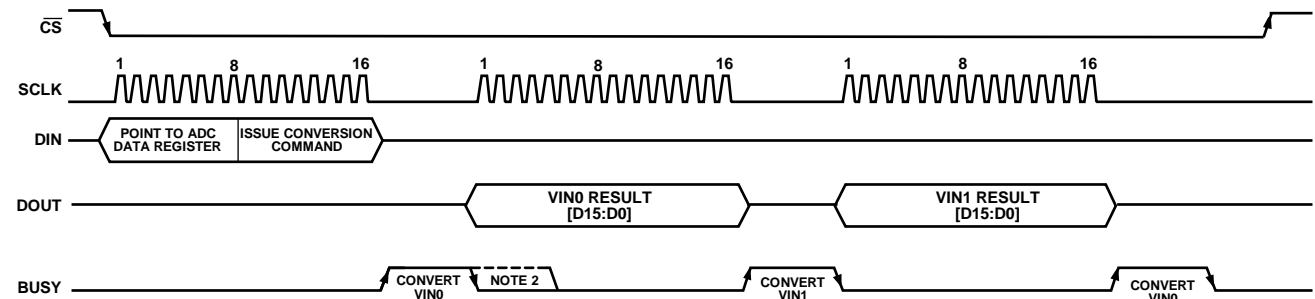 CS
1 8 16 1 8 16 1 8 16
SCLK
DIN
POINT TO ADC
DATA REGISTER
ISSUE CONVERSION
COMMAND
DOUT
VIN0 RESULT
[D15:D0]
VIN1 RESULT
[D15:D0]
BUSY
CONVERT
VIN0
NOTE 2
CONVERT
VIN1
CONVERT
VIN0